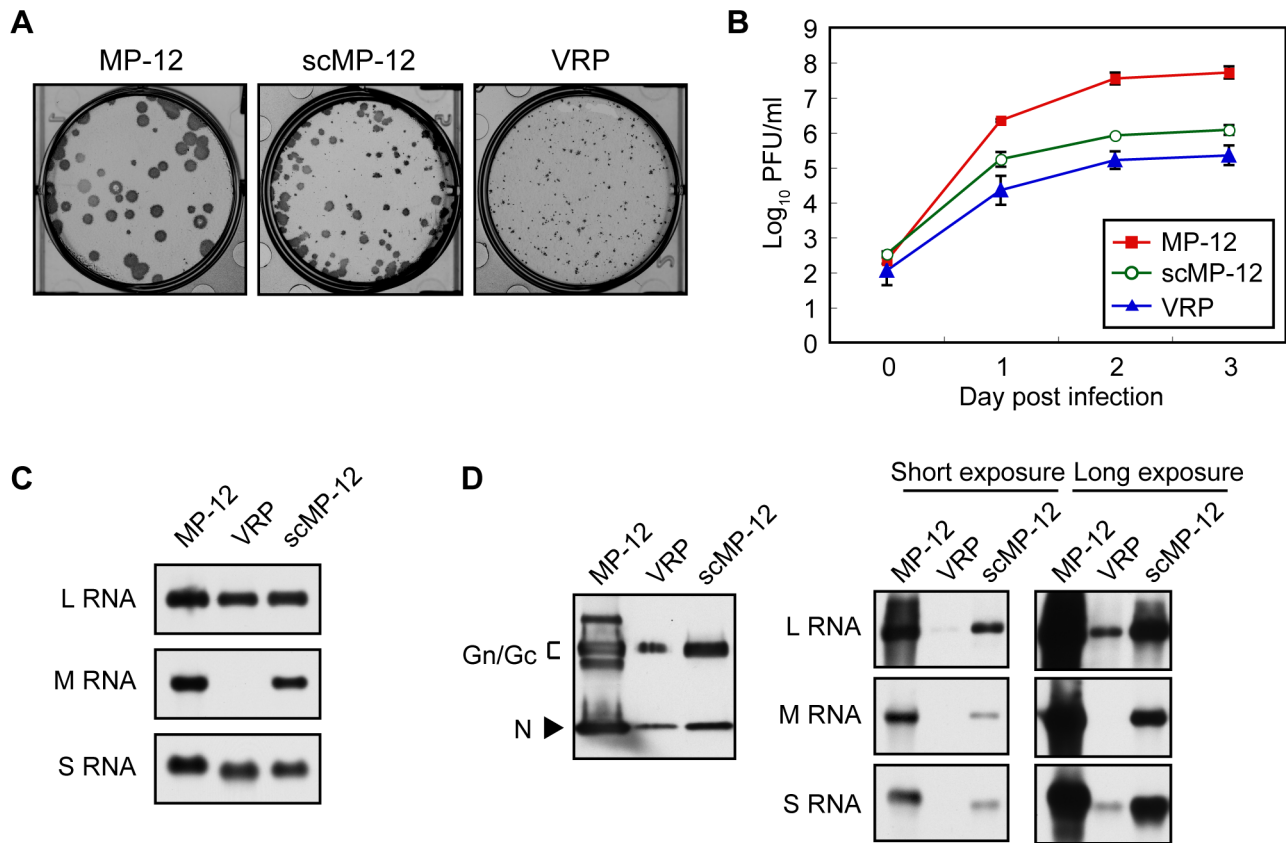 A
MP-12
scMP-12
VRP
B
Log10 PFU/ml
9
8
7
6
5
4
3
2
1
0
0
1
2
3
Day post infection
MP-12
scMP-12
VRP
C
MP-12
VRP
scMP-12
L RNA
M RNA
S RNA
D
MP-12
VRP
scMP-12
Gn/Gc
N
Short exposure
Long exposure
MP-12
VRP
scMP-12
MP-12
VRP
scMP-12
L RNA
M RNA
S RNA